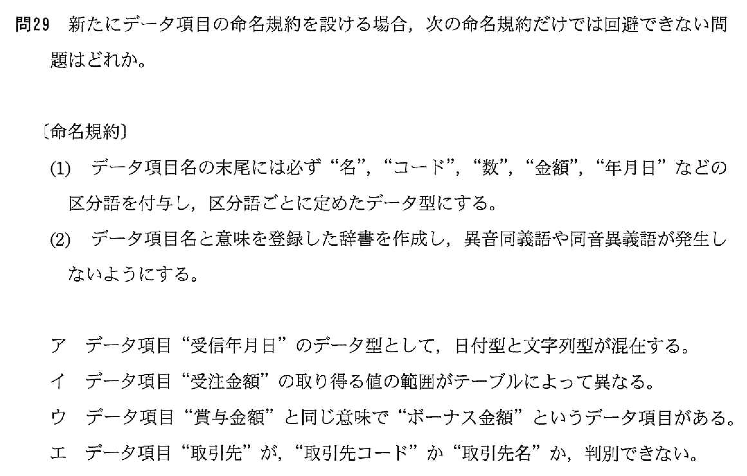 問29 新たにデータ項目の命名規約を設ける場合，次の命名規約だけでは回避できない問
題はどれか。
〔命名規約〕
(1) データ項目名の末尾には必ず“名”，“コード”，“数”，“金額”，“年月日”などの
区分語を付与し，区分語ごとに定めたデータ型にする。
(2) データ項目名と意味を登録した辞書を作成し，異音同義語や同音異義語が発生し
ないようにする。
ア データ項目“受信年月日”のデータ型として，日付型と文字列型が混在する。
イ データ項目“受注金額”の取り得る値の範囲がテーブルによって異なる。
ウ データ項目“賞与金額”と同じ意味で“ボーナス金額”というデータ項目がある。
エ データ項目“取引先”が，“取引先コード”か“取引先名”か，判別できない。